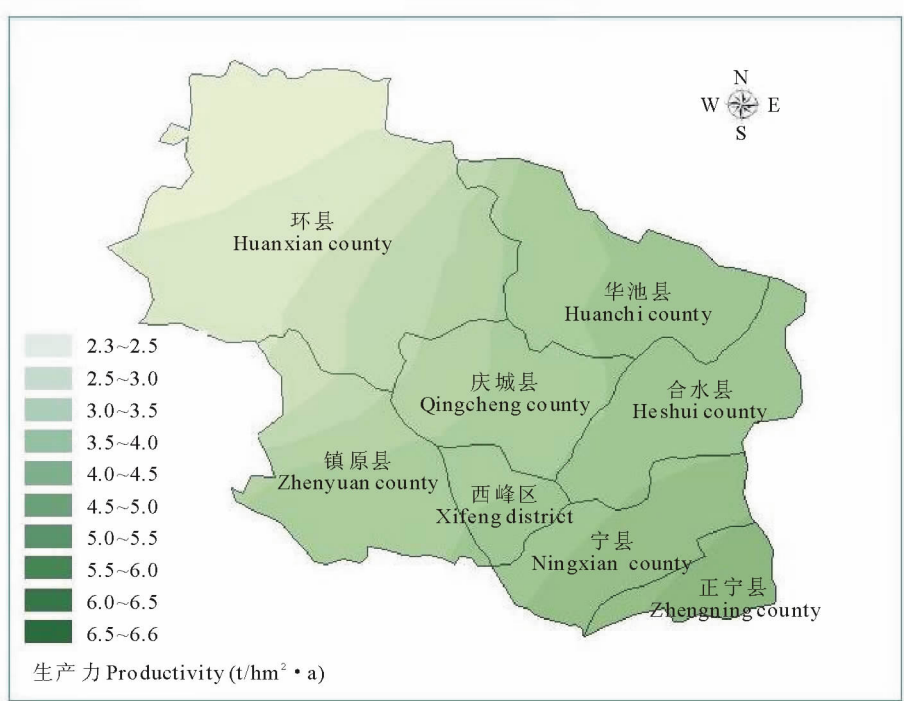 N
W E
S
环县
Huanxian county
华池县
Huanchi county
庆城县
Qingcheng county
合水县
Heshui county
镇原县
Zhenyuan county
西峰区
Xifeng district
宁县
Ningxian county
正宁县
Zhengning county
2.3~2.5
2.5~3.0
3.0~3.5
3.5~4.0
4.0~4.5
4.5~5.0
5.0~5.5
5.5~6.0
6.0~6.5
6.5~6.6
生产力 Productivity (t/hm²·a)